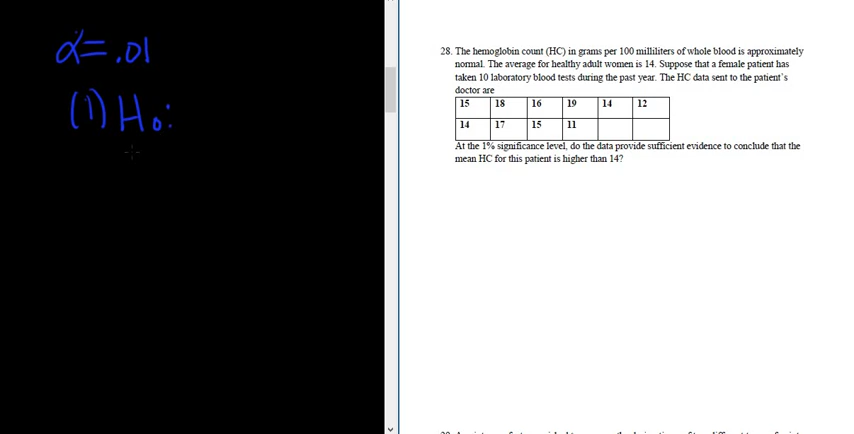 α = .01
(1) H₀:
28. The hemoglobin count (HC) in grams per 100 milliliters of whole blood is approximately
normal. The average for healthy adult women is 14. Suppose that a female patient has
taken 10 laboratory blood tests during the past year. The HC data sent to the patient's
doctor are
15 18 16 19 14 12
14 17 15 11
At the 1% significance level, do the data provide sufficient evidence to conclude that the
mean HC for this patient is higher than 14?